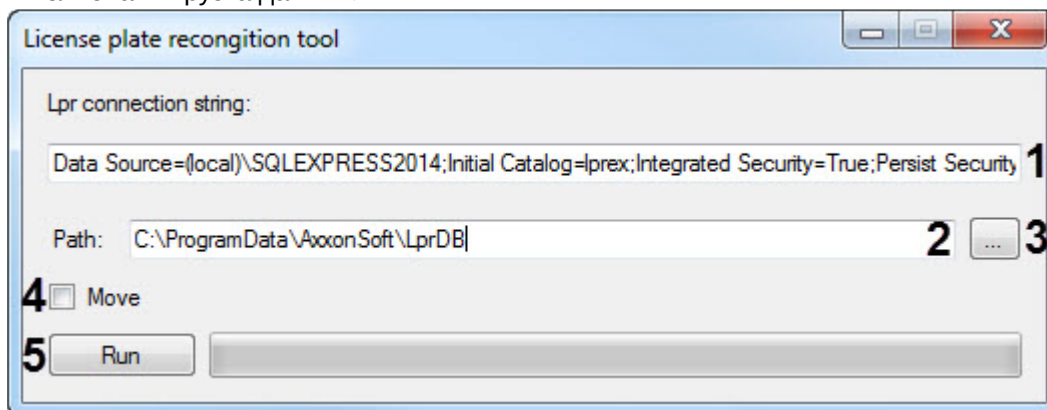 License plate recongition tool
Lpr connection string:
Data Source=(local)\SQLEXPRESS2014;Initial Catalog=lprex;Integrated Security=True;Persist Security 1
Path: C:\ProgramData\AxxonSoft\LprDB 2 ... 3
4 Move
5 Run